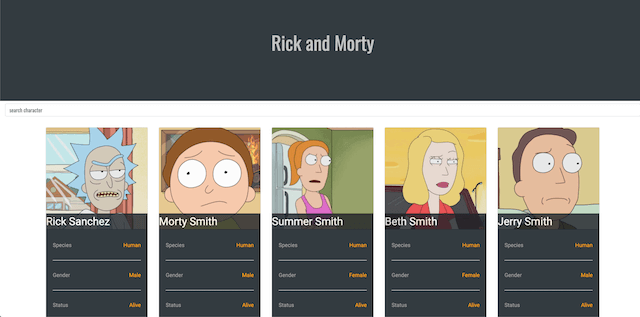 Rick and Morty
search character
Rick Sanchez Morty Smith Summer Smith Beth Smith Jerry Smith
Species Human Species Human Species Human Species Human Species Human
Gender Male Gender Male Gender Female Gender Female Gender Male
Status Alive Status Alive Status Alive Status Alive Status Alive